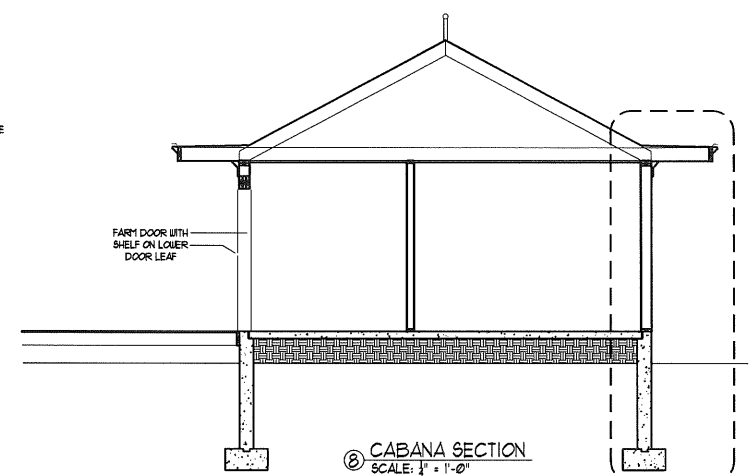 E
FARM DOOR WITH
SHELF ON LOWER
DOOR LEAF
8 CABANA SECTION
SCALE: ¼" = 1'-0"